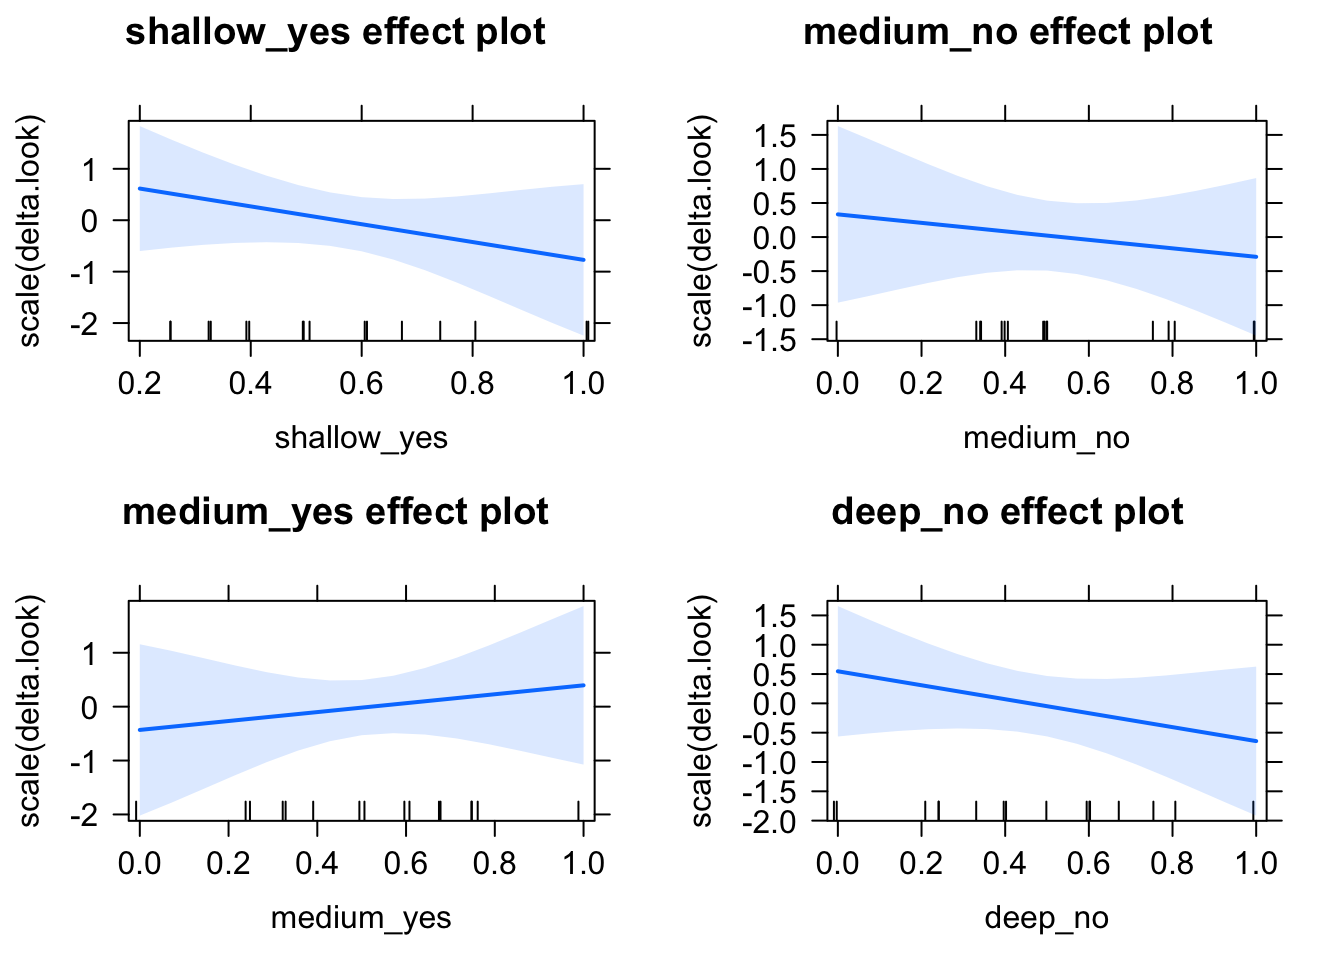 shallow_yes effect plot
scale(delta.look)
1
0
-1
-2
0.2 0.4 0.6 0.8 1.0
shallow_yes
medium_no effect plot
scale(delta.look)
1.5
1.0
0.5
0.0
-0.5
-1.0
-1.5
0.0 0.2 0.4 0.6 0.8 1.0
medium_no
medium_yes effect plot
scale(delta.look)
1
0
-1
-2
0.0 0.2 0.4 0.6 0.8 1.0
medium_yes
deep_no effect plot
scale(delta.look)
1.5
1.0
0.5
0.0
-0.5
-1.0
-1.5
-2.0
0.0 0.2 0.4 0.6 0.8 1.0
deep_no